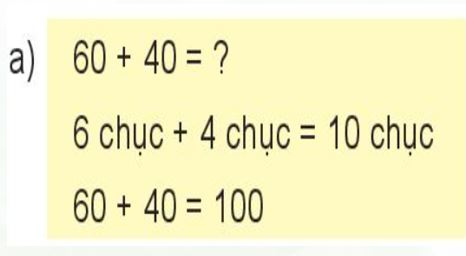 a) 60 + 40 = ?
6 chục + 4 chục = 10 chục
60 + 40 = 100